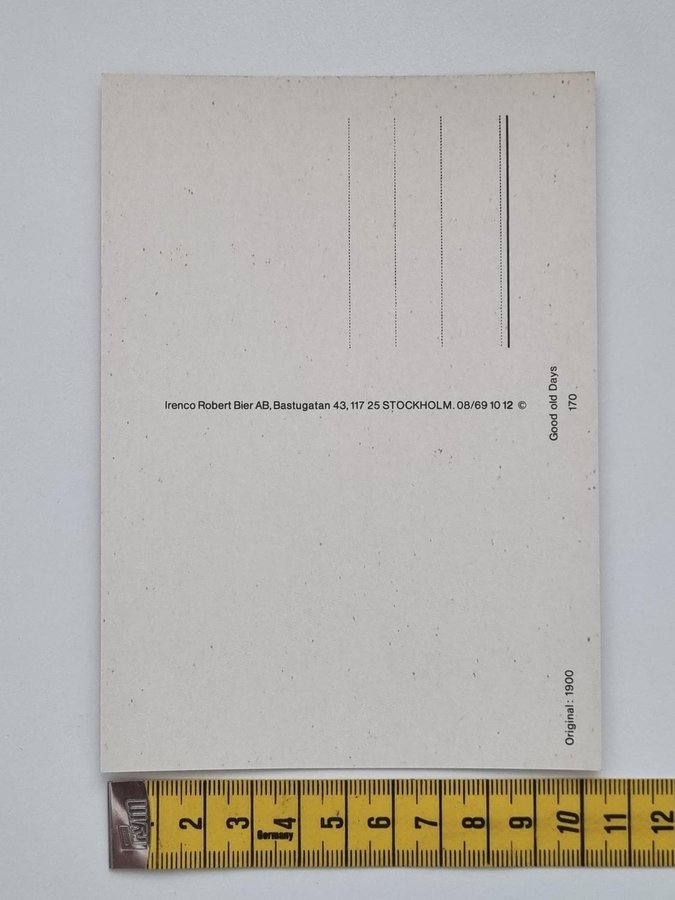 Irenco Robert Bier AB, Bastugatan 43, 117 25 STOCKHOLM. 08/69 10 12 ©
Good old Days
170
Original: 1900
Prym
Germany
2 3 4 5 6 7 8 9 10 11 12